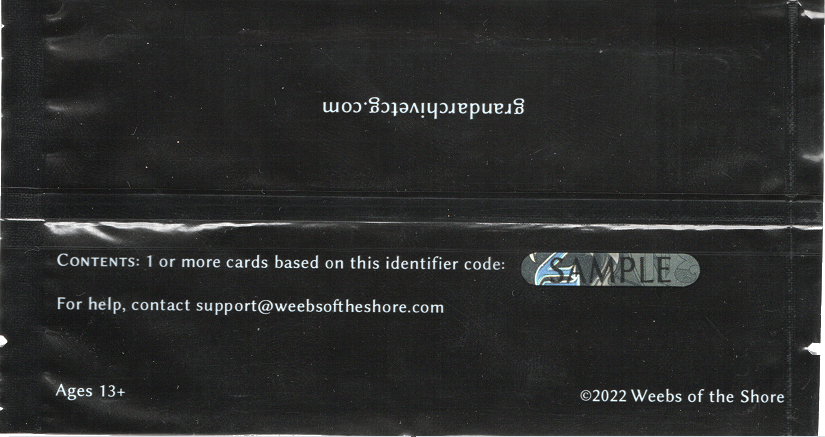 grandarchivetcg.com
CONTENTS: 1 or more cards based on this identifier code: SAMPLE
For help, contact support@weebsoftheshore.com
Ages 13+ ©2022 Weebs of the Shore